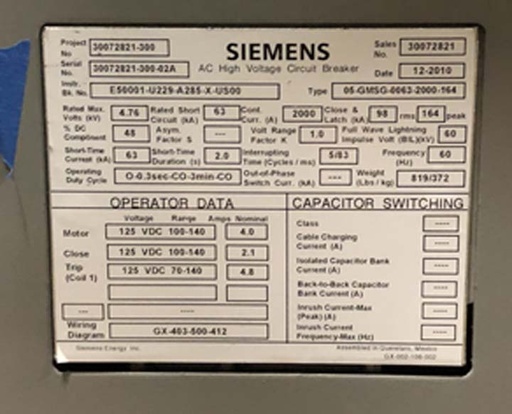 Project No 30072821-300
SIEMENS
Sales No. 30072821
Serial No. 30072821-300-02A
AC High Voltage Circuit Breaker
Date 12-2010
Instr. Bk. No. E50001-U229-A285-X-US00
Type 05-GMSG-0063-2000-164
Rated Max. Volts (kV) 4.76 Rated Short Circuit (kA) 63 Cont. Curr. (A) 2000 Close & Latch (kA) 98 rms 164 peak
% DC Component 48 Asym. Factor S --- Volt Range Factor K 1.0 Full Wave Lightning Impulse Volt (BIL)(kV) 60
Short-Time Current (kA) 63 Short-Time Duration (s) 2.0 Interrupting Time (Cycles / ms) 5/83 Frequency (HF) 60
Operating Duty Cycle O-0.3sec-CO-3min-CO Out-of-Phase Switch Curr. (kA) --- Weight (Lbs / kg) 819/372
OPERATOR DATA
Voltage Range Amps Nominal
Motor 125 VDC 100-140 4.0
Close 125 VDC 100-140 2.1
Trip (Coil 1) 125 VDC 70-140 4.8
--- ----
Wiring Diagram GX-403-500-412
CAPACITOR SWITCHING
Class ----
Cable Charging Current (A) ----
Isolated Capacitor Bank Current (A) ----
Back-to-Back Capacitor Bank Current (A) ----
Inrush Current-Max (Peak) (A) ----
Inrush Current Frequency-Max (Hz) ----
Siemens Energy Inc.
Assembled in Queretaro, Mexico